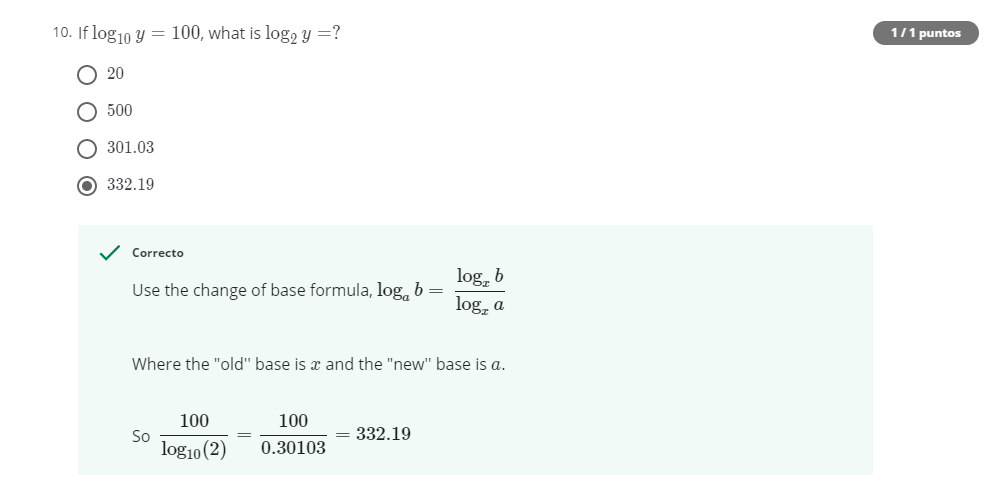 10. If log₁₀ y = 100, what is log₂ y =?
1 / 1 puntos
20
500
301.03
332.19
Correcto
Use the change of base formula, logₐ b = logₓ b / logₓ a
Where the "old" base is x and the "new" base is a.
So 100 / log₁₀(2) = 100 / 0.30103 = 332.19